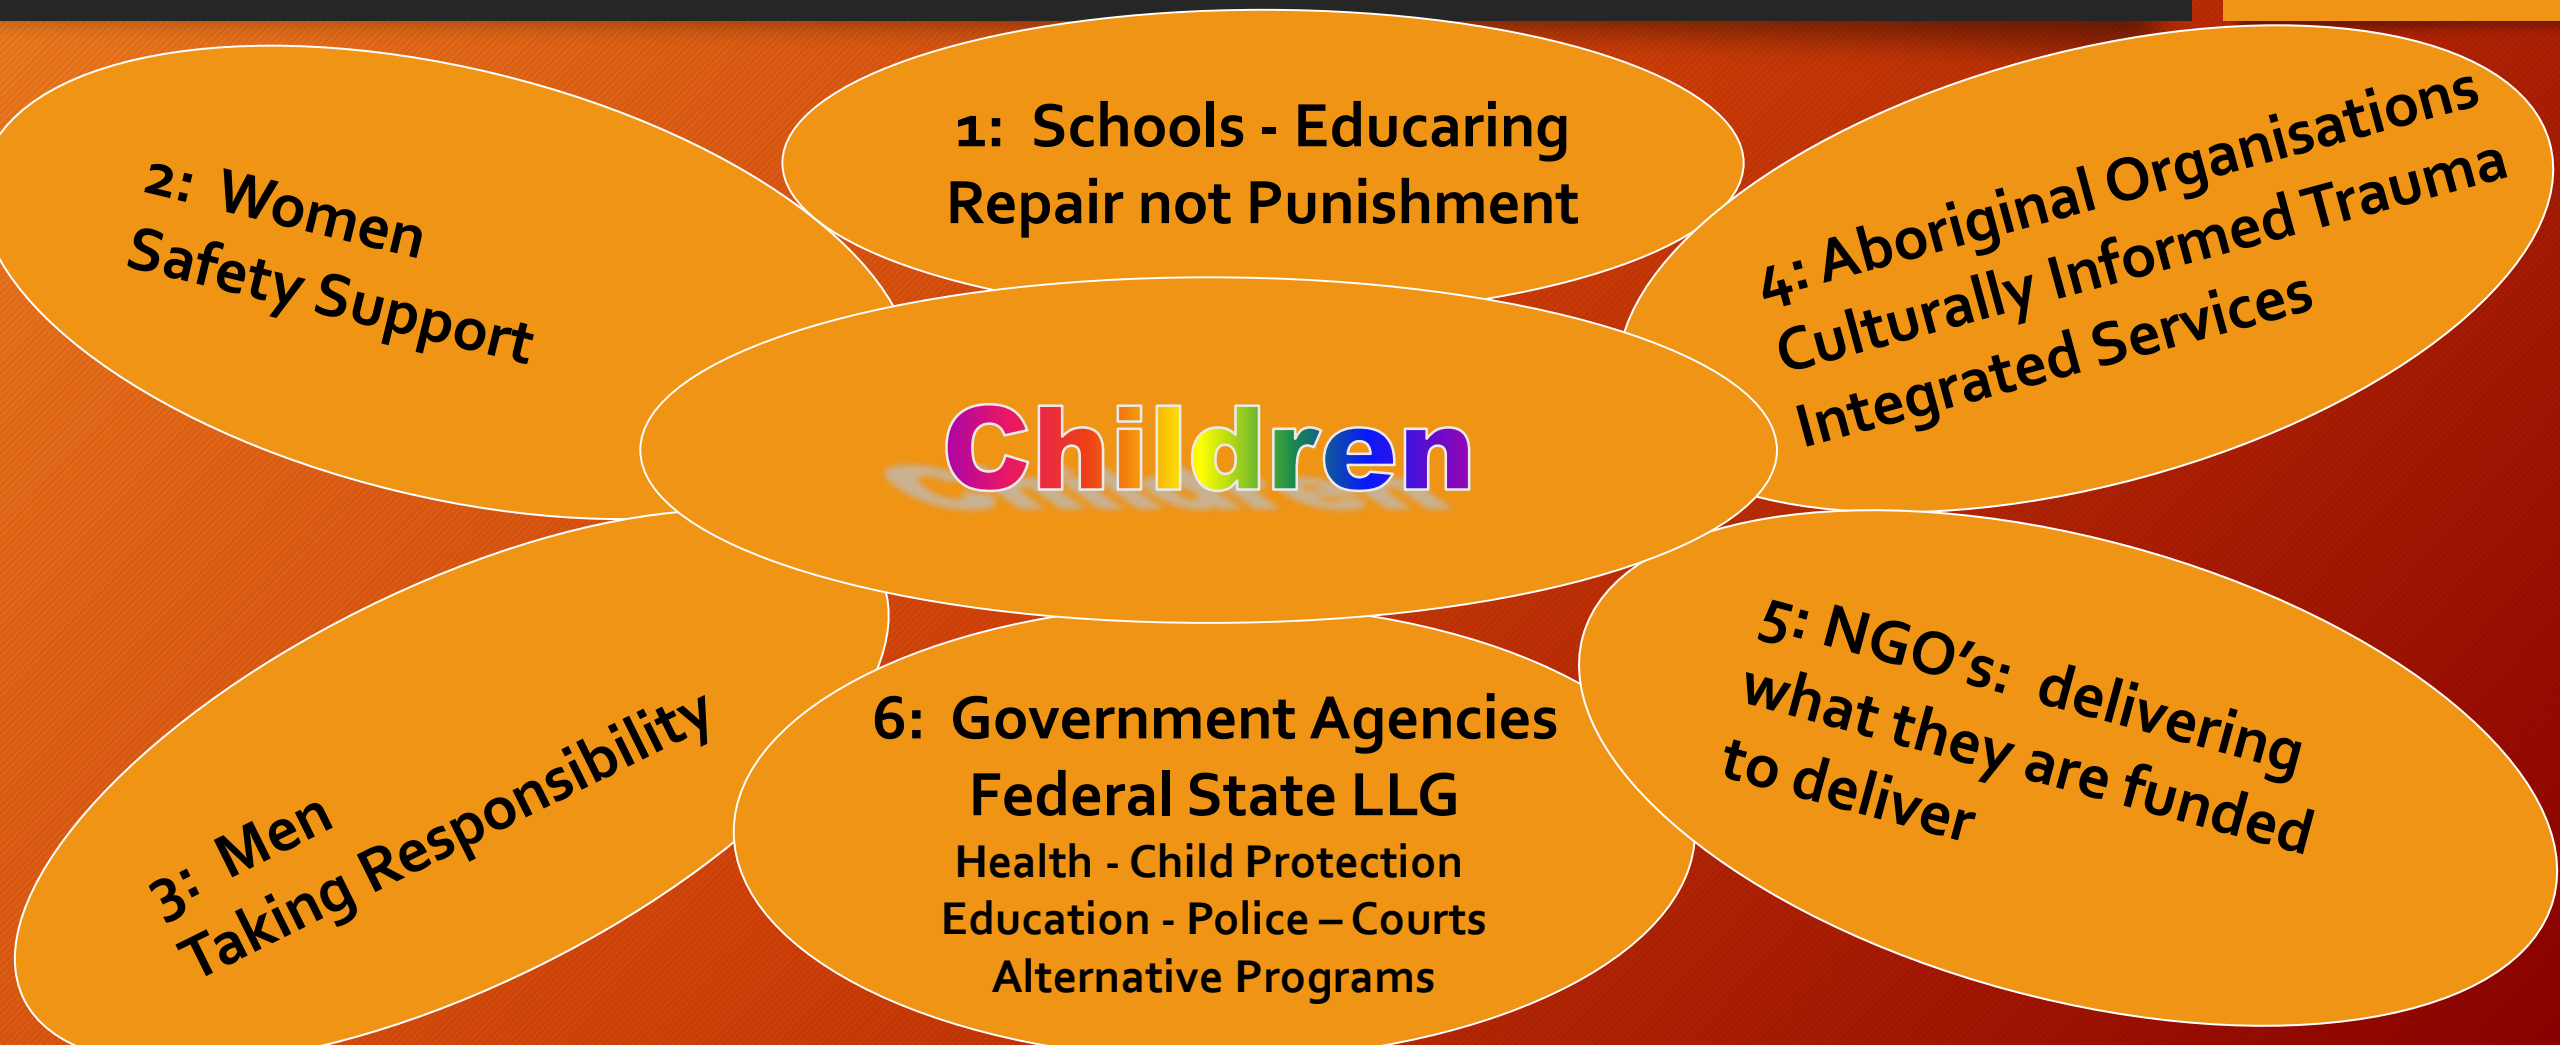 1: Schools - Educaring
Repair not Punishment
2: Women
Safety Support
4: Aboriginal Organisations
Culturally Informed Trauma
Integrated Services
Children
3: Men
Taking Responsibility
6: Government Agencies
Federal State LLG
Health - Child Protection
Education - Police – Courts
Alternative Programs
5: NGO’s: delivering
what they are funded
to deliver